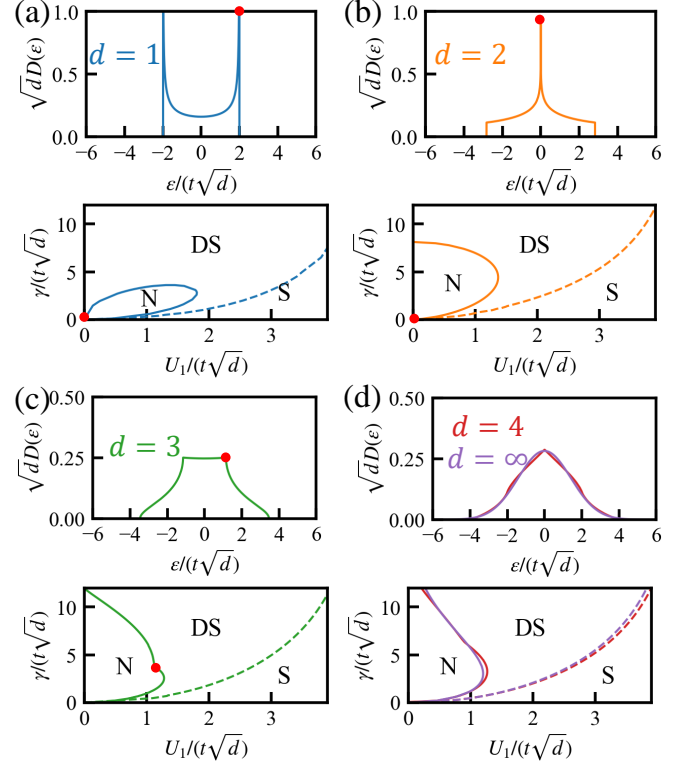 (a)
1.0
0.5
0.0
√dD(ε)
d = 1
−6 −4 −2 0 2 4 6
ε/(t√d)
(b)
1.0
0.5
0.0
√dD(ε)
d = 2
−6 −4 −2 0 2 4 6
ε/(t√d)
10
5
0
γ/(t√d)
DS
N
S
0 1 2 3
U₁/(t√d)
10
5
0
γ/(t√d)
DS
N
S
0 1 2 3
U₁/(t√d)
(c)
0.50
0.25
0.00
√dD(ε)
d = 3
−6 −4 −2 0 2 4 6
ε/(t√d)
(d)
0.50
0.25
0.00
√dD(ε)
d = 4
d = ∞
−6 −4 −2 0 2 4 6
ε/(t√d)
10
5
0
γ/(t√d)
DS
N
S
0 1 2 3
U₁/(t√d)
10
5
0
γ/(t√d)
DS
N
S
0 1 2 3
U₁/(t√d)